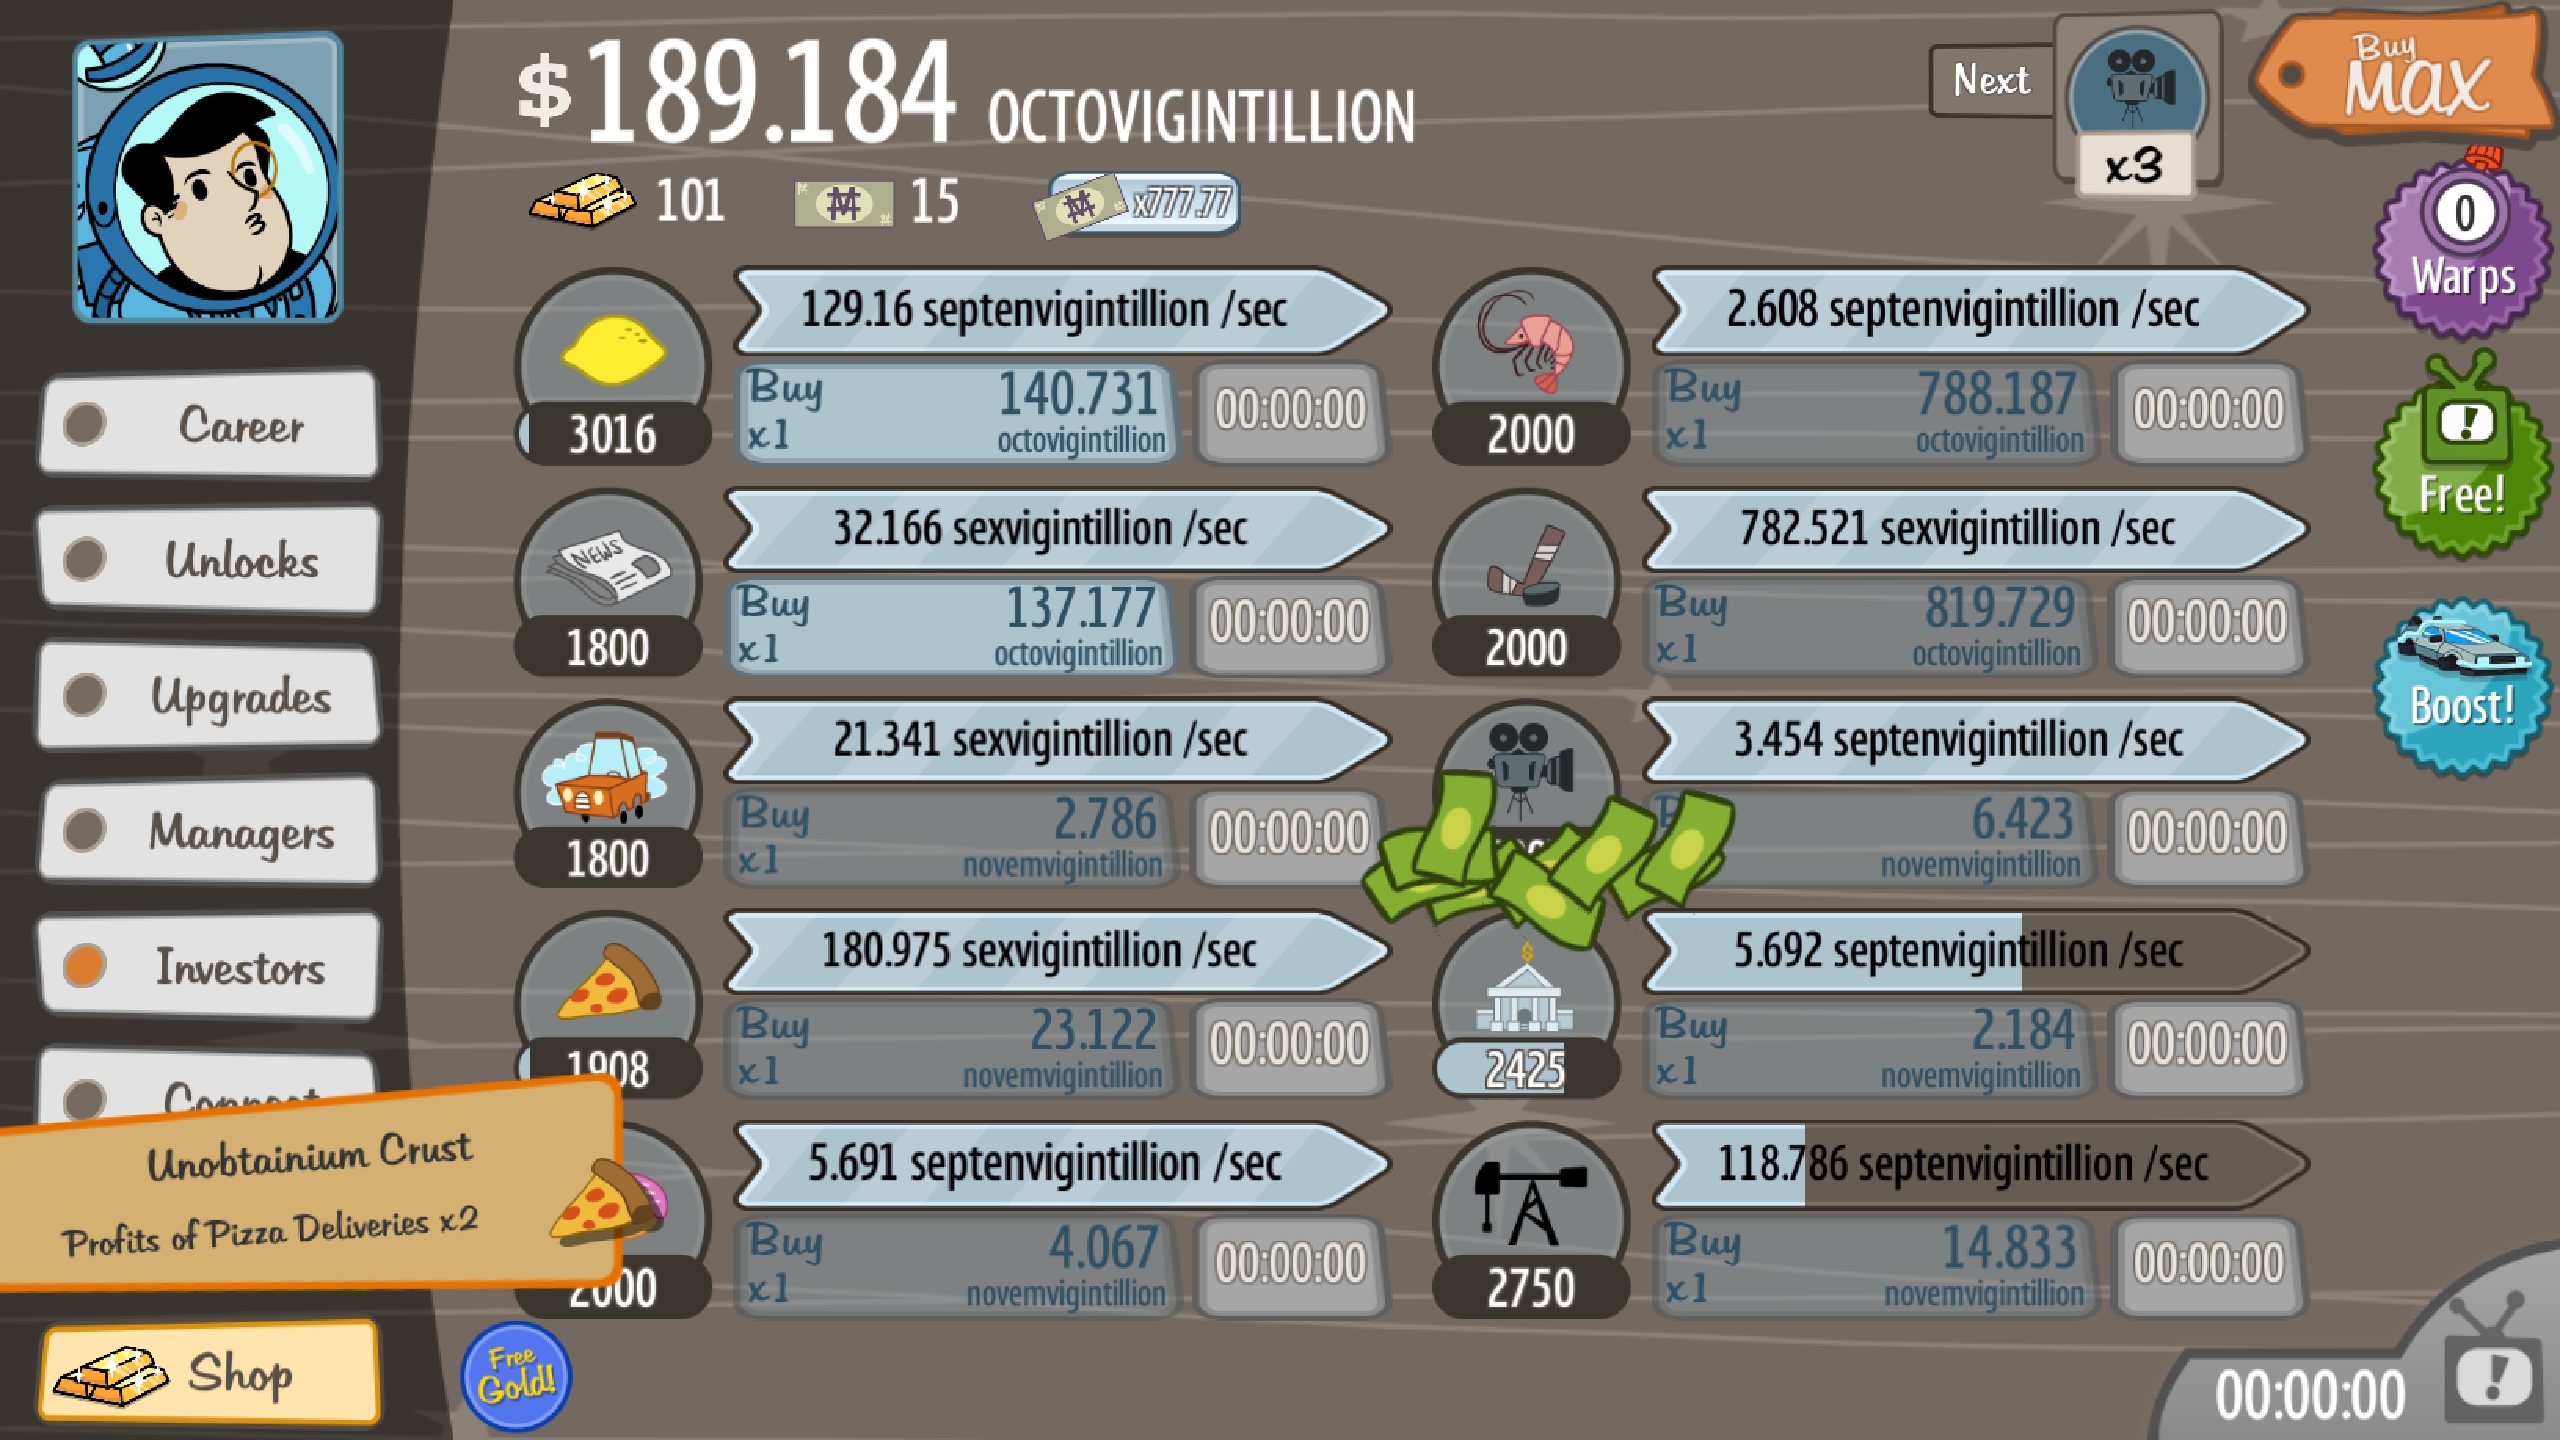 $189.184 OCTOVIGINTILLION
Next
x3
Buy
MAX
101
15
x777.77
0
Warps
Free!
Boost!
Career
Unlocks
Upgrades
Managers
Investors
Connect
Unobtainium Crust
Profits of Pizza Deliveries x2
Shop
Free
Gold!
129.16 septenvigintillion /sec
3016
Buy 140.731
x1 octovigintillion
00:00:00
NEWS
32.166 sexvigintillion /sec
1800
Buy 137.177
x1 octovigintillion
00:00:00
21.341 sexvigintillion /sec
1800
Buy 2.786
x1 novemvigintillion
00:00:00
180.975 sexvigintillion /sec
1908
Buy 23.122
x1 novemvigintillion
00:00:00
5.691 septenvigintillion /sec
2000
Buy 4.067
x1 novemvigintillion
00:00:00
2.608 septenvigintillion /sec
2000
Buy 788.187
x1 octovigintillion
00:00:00
782.521 sexvigintillion /sec
2000
Buy 819.729
x1 octovigintillion
00:00:00
3.454 septenvigintillion /sec
6.423
novemvigintillion
00:00:00
5.692 septenvigintillion /sec
2425
Buy 2.184
x1 novemvigintillion
00:00:00
118.786 septenvigintillion /sec
2750
Buy 14.833
x1 novemvigintillion
00:00:00
00:00:00
!